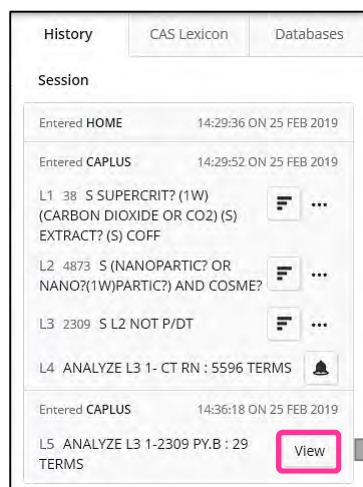 History CAS Lexicon Databases
Session
Entered HOME 14:29:36 ON 25 FEB 2019
Entered CAPLUS 14:29:52 ON 25 FEB 2019
L1 38 S SUPERCRIT? (1W)
(CARBON DIOXIDE OR CO2) (S)
EXTRACT? (S) COFF
L2 4873 S (NANOPARTIC? OR
NANO?(1W)PARTIC?) AND COSME?
L3 2309 S L2 NOT P/DT
L4 ANALYZE L3 1- CT RN : 5596 TERMS
Entered CAPLUS 14:36:18 ON 25 FEB 2019
L5 ANALYZE L3 1-2309 PY.B : 29
TERMS
View